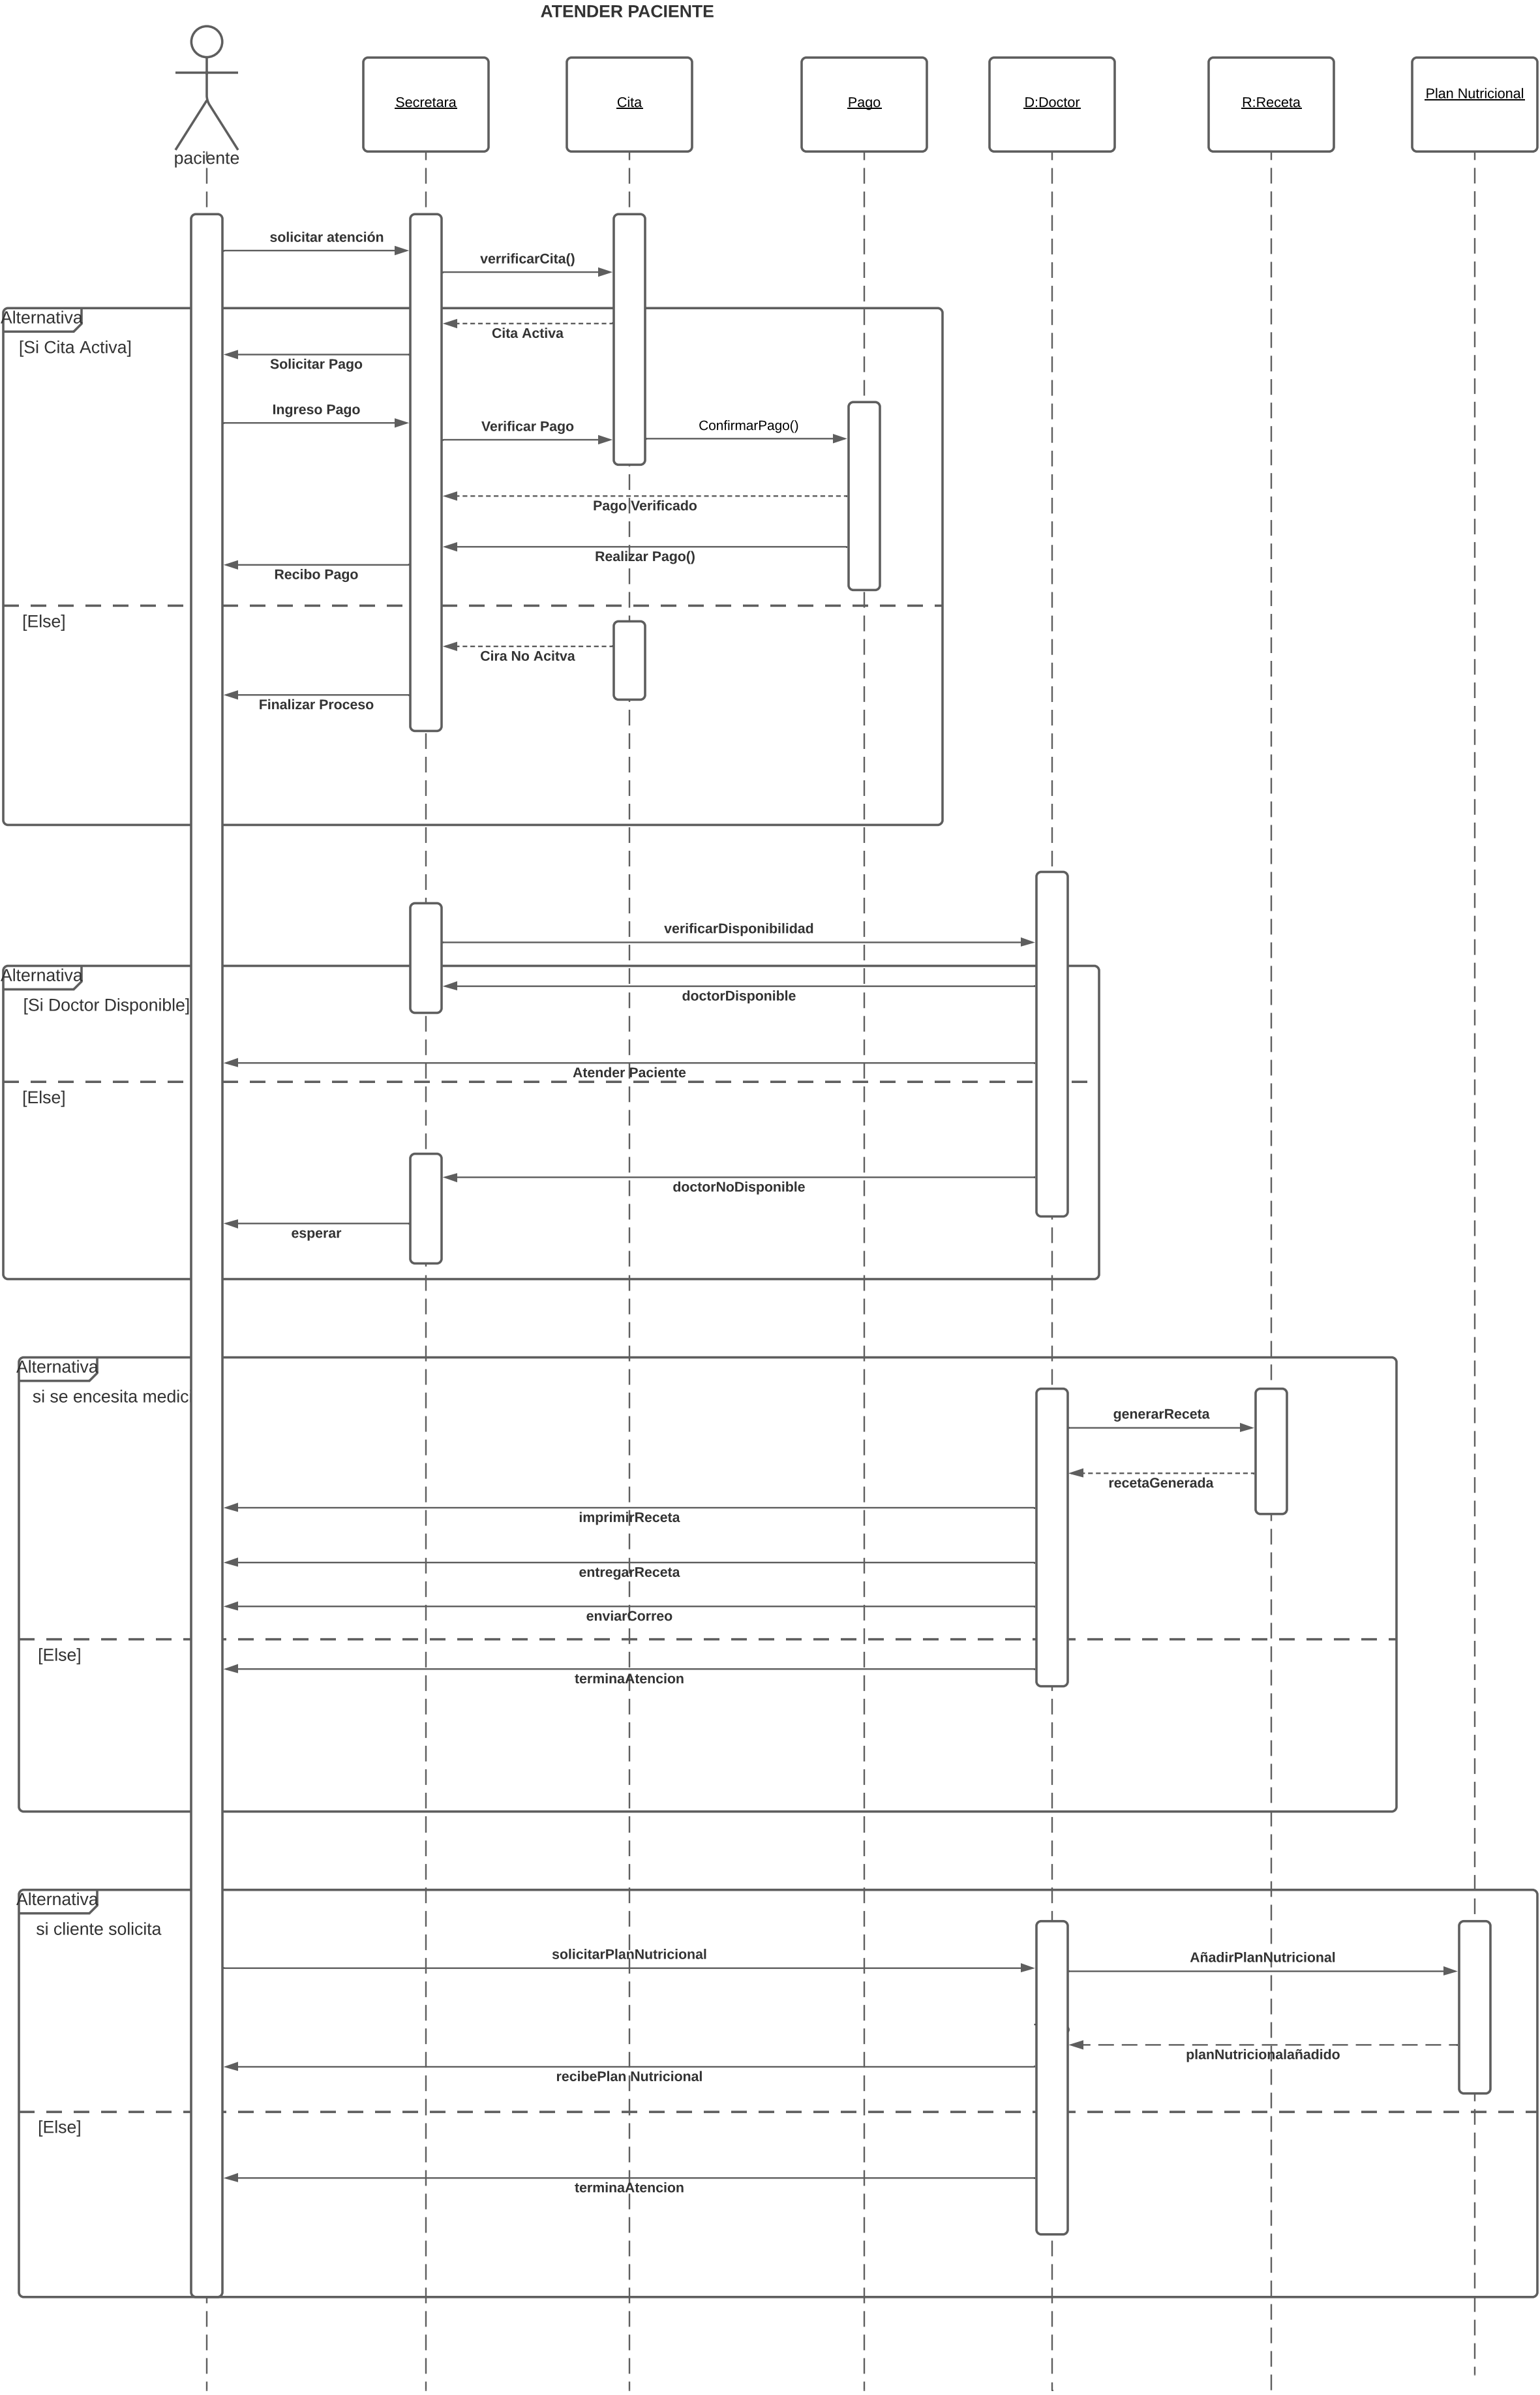 ATENDER PACIENTE
paciente
Secretara
Cita
Pago
D:Doctor
R:Receta
Plan Nutricional
solicitar atención
verrificarCita()
Alternativa
[Si Cita Activa]
Cita Activa
Solicitar Pago
Ingreso Pago
Verificar Pago
ConfirmarPago()
Pago Verificado
Realizar Pago()
Recibo Pago
[Else]
Cira No Acitva
Finalizar Proceso
verificarDisponibilidad
Alternativa
[Si Doctor Disponible]
doctorDisponible
Atender Paciente
[Else]
doctorNoDisponible
esperar
Alternativa
si se encesita medic
generarReceta
recetaGenerada
imprimirReceta
entregarReceta
enviarCorreo
[Else]
terminaAtencion
Alternativa
si cliente solicita
solicitarPlanNutricional
AñadirPlanNutricional
planNutricionalañadido
recibePlan Nutricional
[Else]
terminaAtencion